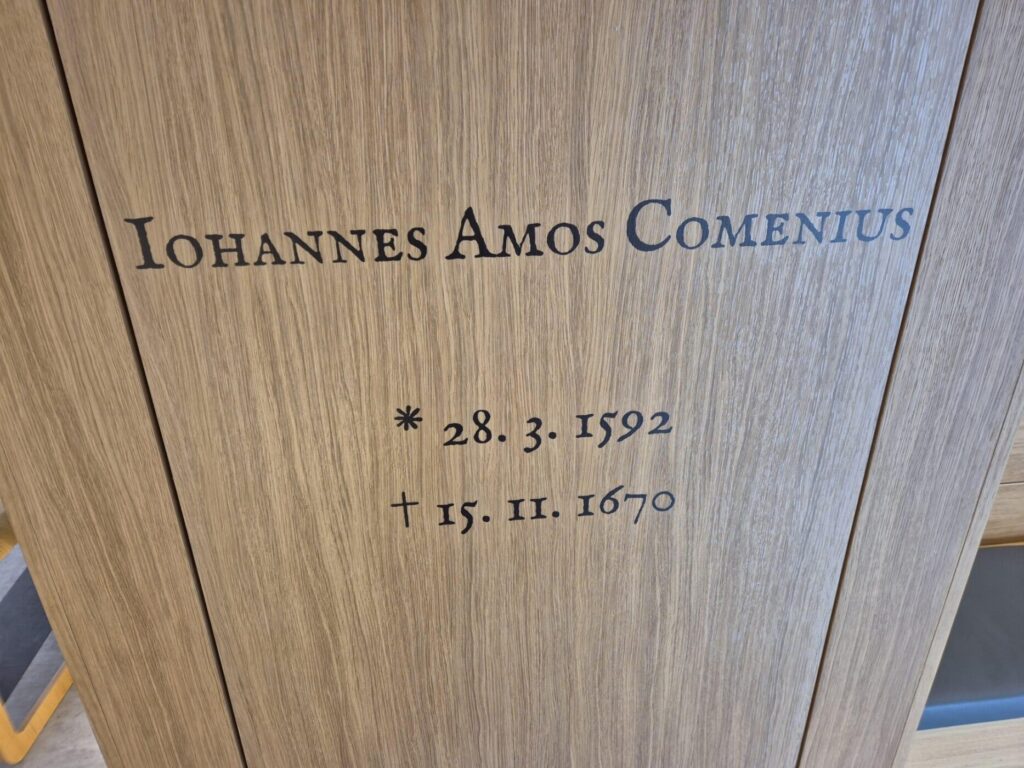 Iohannes Amos Comenius
* 28. 3. 1592
† 15. 11. 1670